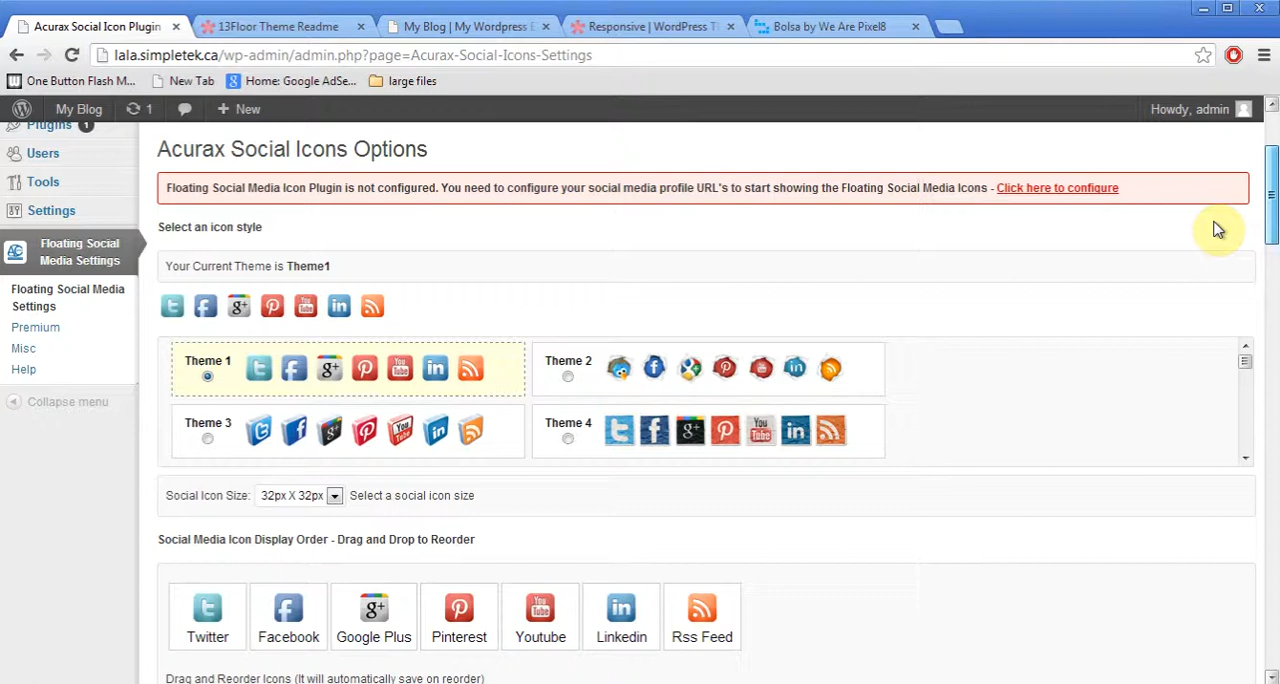 Acurax Social Icon Plugin
13Floor Theme Readme
My Blog | My Wordpress E
Responsive | WordPress T
Bolsa by We Are Pixel8
lala.simpletek.ca/wp-admin/admin.php?page=Acurax-Social-Icons-Settings
One Button Flash M...
New Tab
Home: Google AdSe...
large files
My Blog
1
New
Howdy, admin
Plugins 1
Users
Tools
Settings
Floating Social
Media Settings
Floating Social Media
Settings
Premium
Misc
Help
Collapse menu
Acurax Social Icons Options
Floating Social Media Icon Plugin is not configured. You need to configure your social media profile URL's to start showing the Floating Social Media Icons - Click here to configure
Select an icon style
Your Current Theme is Theme1
Theme 1
Theme 2
Theme 3
Theme 4
Social Icon Size: 32px X 32px Select a social icon size
Social Media Icon Display Order - Drag and Drop to Reorder
Twitter
Facebook
Google Plus
Pinterest
Youtube
Linkedin
Rss Feed
Drag and Reorder Icons (It will automatically save on reorder)